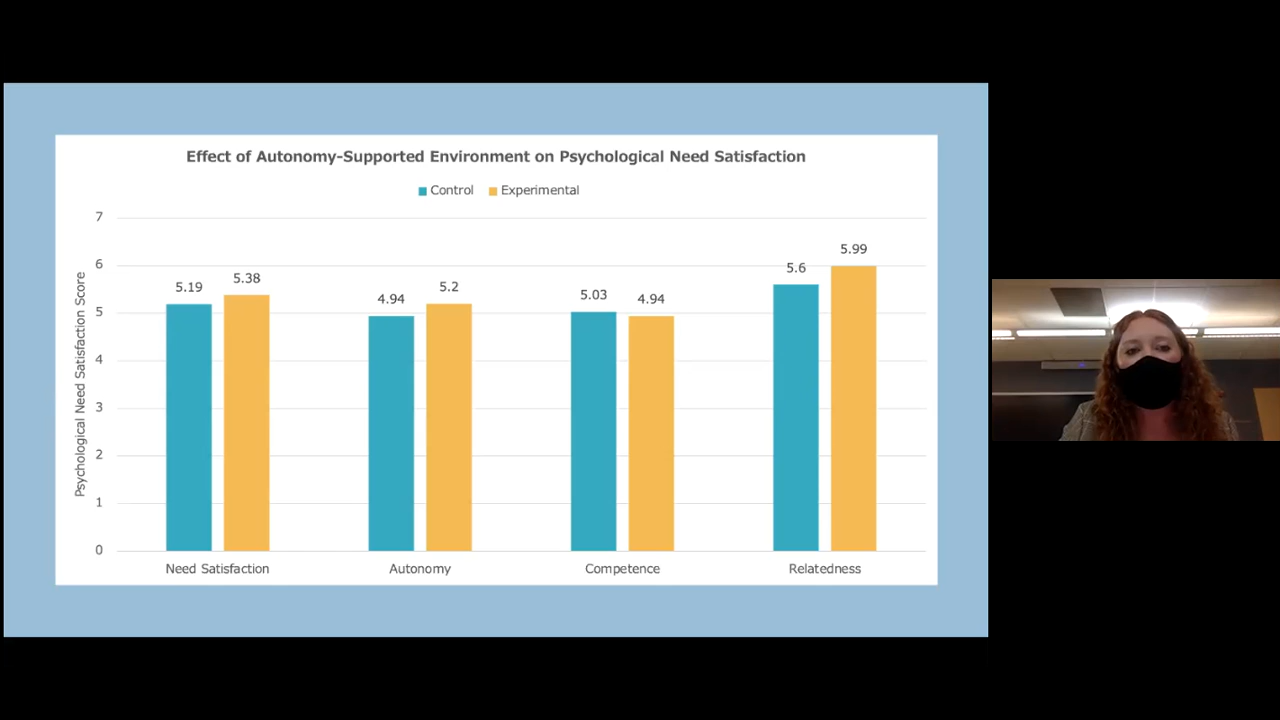 Effect of Autonomy-Supported Environment on Psychological Need Satisfaction
Control Experimental
Psychological Need Satisfaction Score
7
6
5
4
3
2
1
0
5.19
5.38
4.94
5.2
5.03
4.94
5.6
5.99
Need Satisfaction
Autonomy
Competence
Relatedness